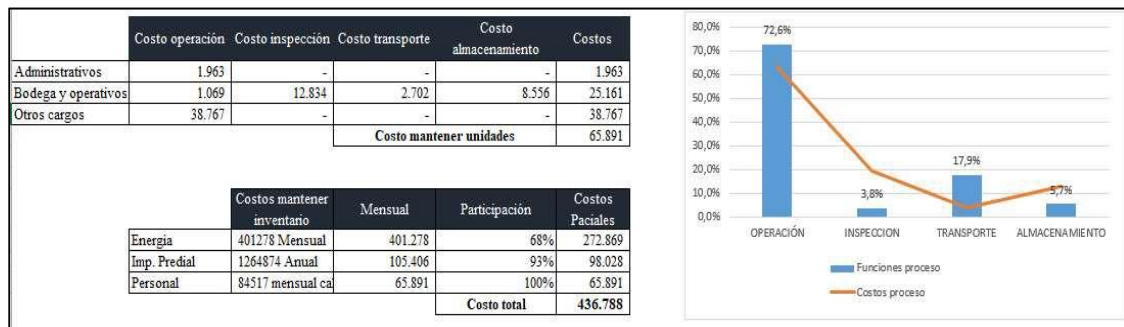 Costo operación Costo inspección Costo transporte Costo almacenamiento Costos
Administrativos 1.963 - - - 1.963
Bodega y operativos 1.069 12.834 2.702 8.556 25.161
Otros cargos 38.767 - - - 38.767
Costo mantener unidades 65.891
Costos mantener inventario Mensual Participación Costos Paciales
Energia 401278 Mensual 401.278 68% 272.869
Imp. Predial 1264874 Anual 105.406 93% 98.028
Personal 84517 mensual cal 65.891 100% 65.891
Costo total 436.788
80,0%
70,0%
60,0%
50,0%
40,0%
30,0%
20,0%
10,0%
0,0%
72,6%
3,8%
17,9%
5,7%
OPERACIÓN INSPECCION TRANSPORTE ALMACENAMIENTO
Funciones proceso
Costos proceso